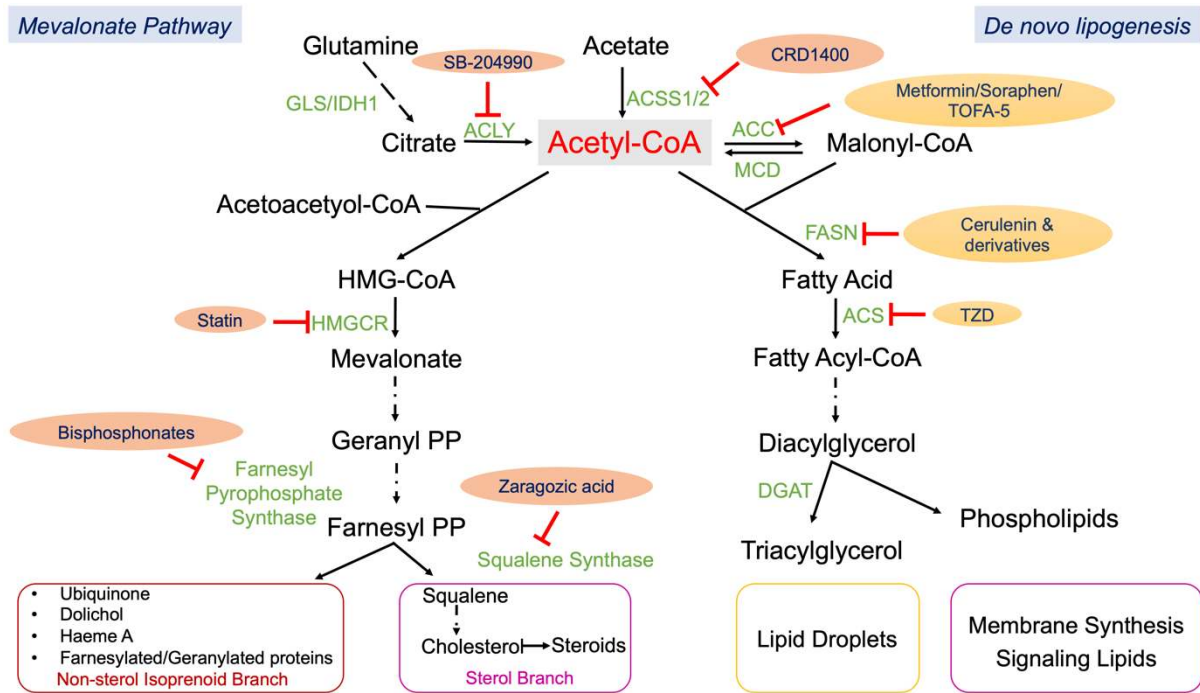 Mevalonate Pathway
De novo lipogenesis
Glutamine
SB-204990
Acetate
CRD1400
GLS/IDH1
ACSS1/2
Metformin/Soraphen/
TOFA-5
Citrate
ACLY
Acetyl-CoA
ACC
MCD
Malonyl-CoA
Acetoacetyol-CoA
FASN
Cerulenin &
derivatives
HMG-CoA
Fatty Acid
Statin
HMGCR
ACS
TZD
Mevalonate
Fatty Acyl-CoA
Bisphosphonates
Geranyl PP
Diacylglycerol
Farnesyl
Pyrophosphate
Synthase
Zaragozic acid
DGAT
Farnesyl PP
Phospholipids
Squalene Synthase
Triacylglycerol
• Ubiquinone
• Dolichol
• Haeme A
• Farnesylated/Geranylated proteins
Non-sterol Isoprenoid Branch
Squalene
Cholesterol
Steroids
Sterol Branch
Lipid Droplets
Membrane Synthesis
Signaling Lipids